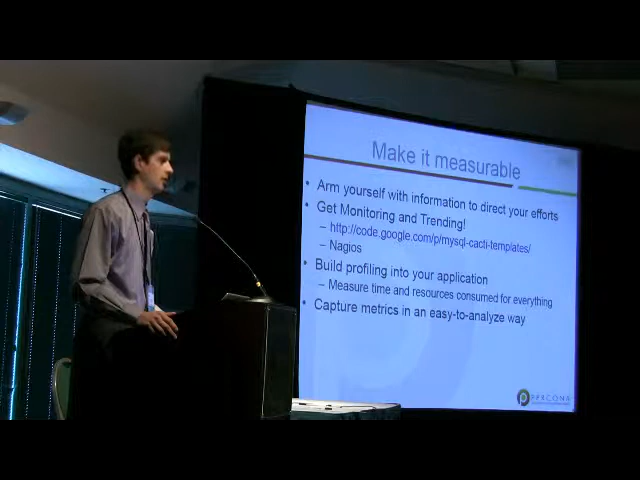 Make it measurable
• Arm yourself with information to direct your efforts
• Get Monitoring and Trending!
– http://code.google.com/p/mysql-cacti-templates/
– Nagios
• Build profiling into your application
– Measure time and resources consumed for everything
• Capture metrics in an easy-to-analyze way
PERCONA